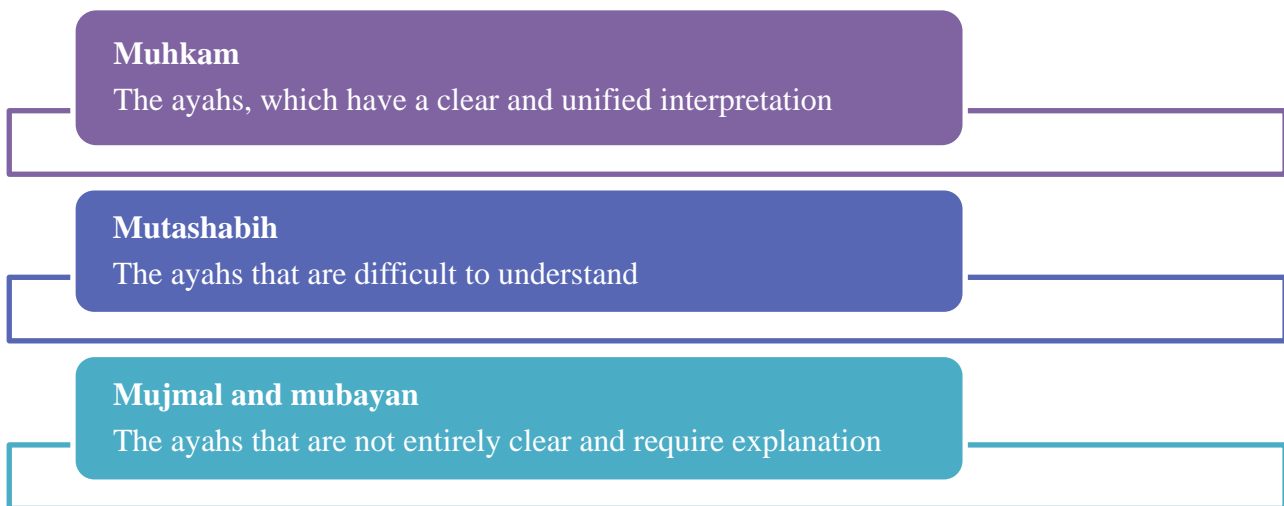 Muhkam
The ayahs, which have a clear and unified interpretation
Mutashabih
The ayahs that are difficult to understand
Mujmal and mubayan
The ayahs that are not entirely clear and require explanation